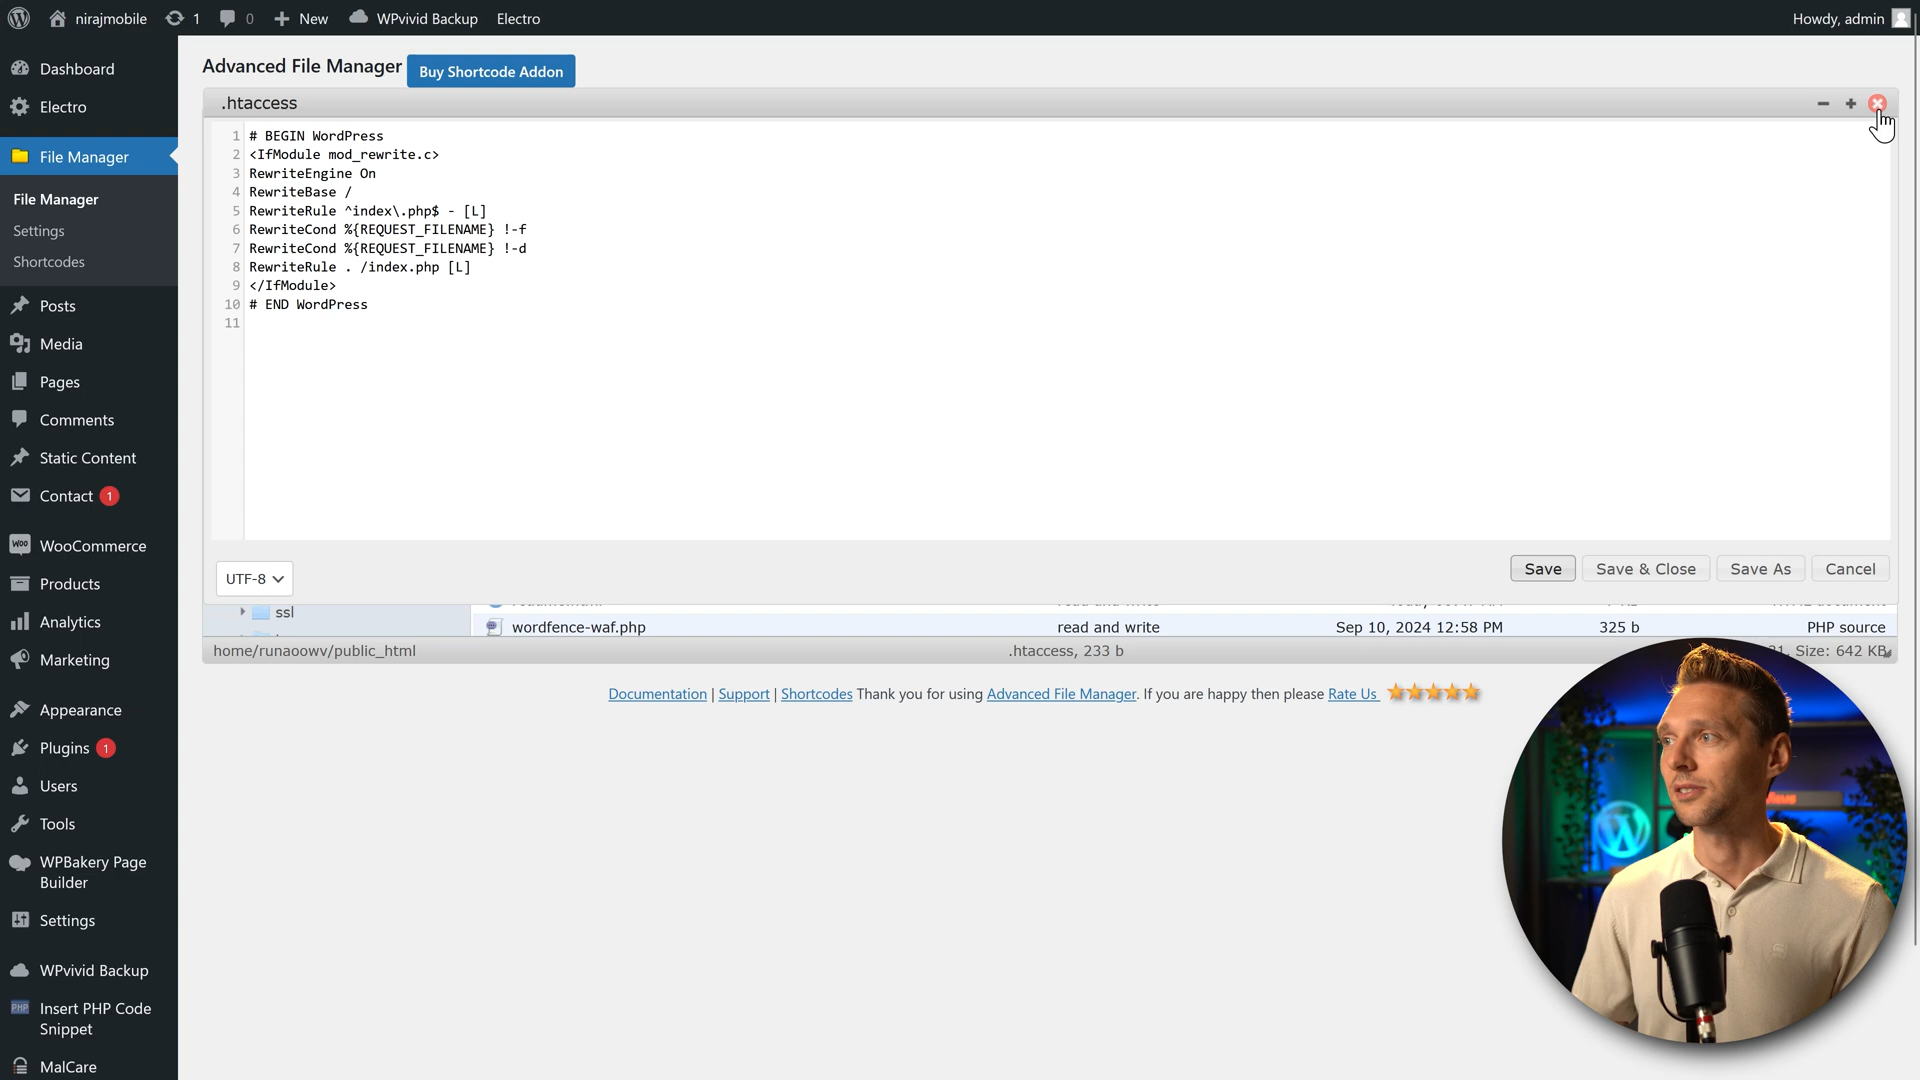 nirajmobile 1 0 New WPvivid Backup Electro Howdy, admin
Dashboard
Electro
File Manager
File Manager
Settings
Shortcodes
Posts
Media
Pages
Comments
Static Content
Contact 1
WooCommerce
Products
Analytics
Marketing
Appearance
Plugins 1
Users
Tools
WPBakery Page
Builder
Settings
WPvivid Backup
Insert PHP Code
Snippet
MalCare
Advanced File Manager Buy Shortcode Addon
.htaccess
1 # BEGIN WordPress
2 <IfModule mod_rewrite.c>
3 RewriteEngine On
4 RewriteBase /
5 RewriteRule ^index\.php$ - [L]
6 RewriteCond %{REQUEST_FILENAME} !-f
7 RewriteCond %{REQUEST_FILENAME} !-d
8 RewriteRule . /index.php [L]
9 </IfModule>
10 # END WordPress
11
UTF-8 Save Save & Close Save As Cancel
ssl
wordfence-waf.php read and write Sep 10, 2024 12:58 PM 325 b PHP source
home/runaoowv/public_html .htaccess, 233 b Size: 642 KB
Documentation | Support | Shortcodes Thank you for using Advanced File Manager. If you are happy then please Rate Us